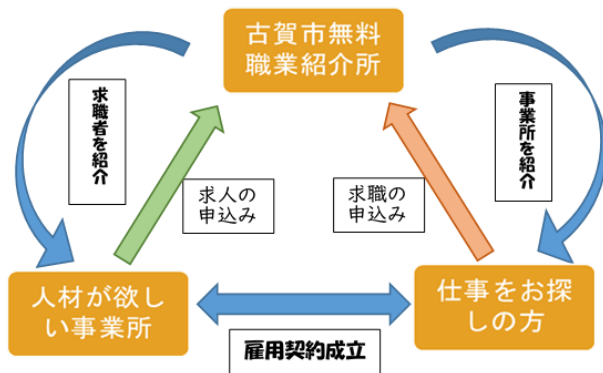 古賀市無料
職業紹介所
求職者を紹介
事業所を紹介
求人の
申込み
求職の
申込み
人材が欲し
い事業所
仕事をお探
しの方
雇用契約成立